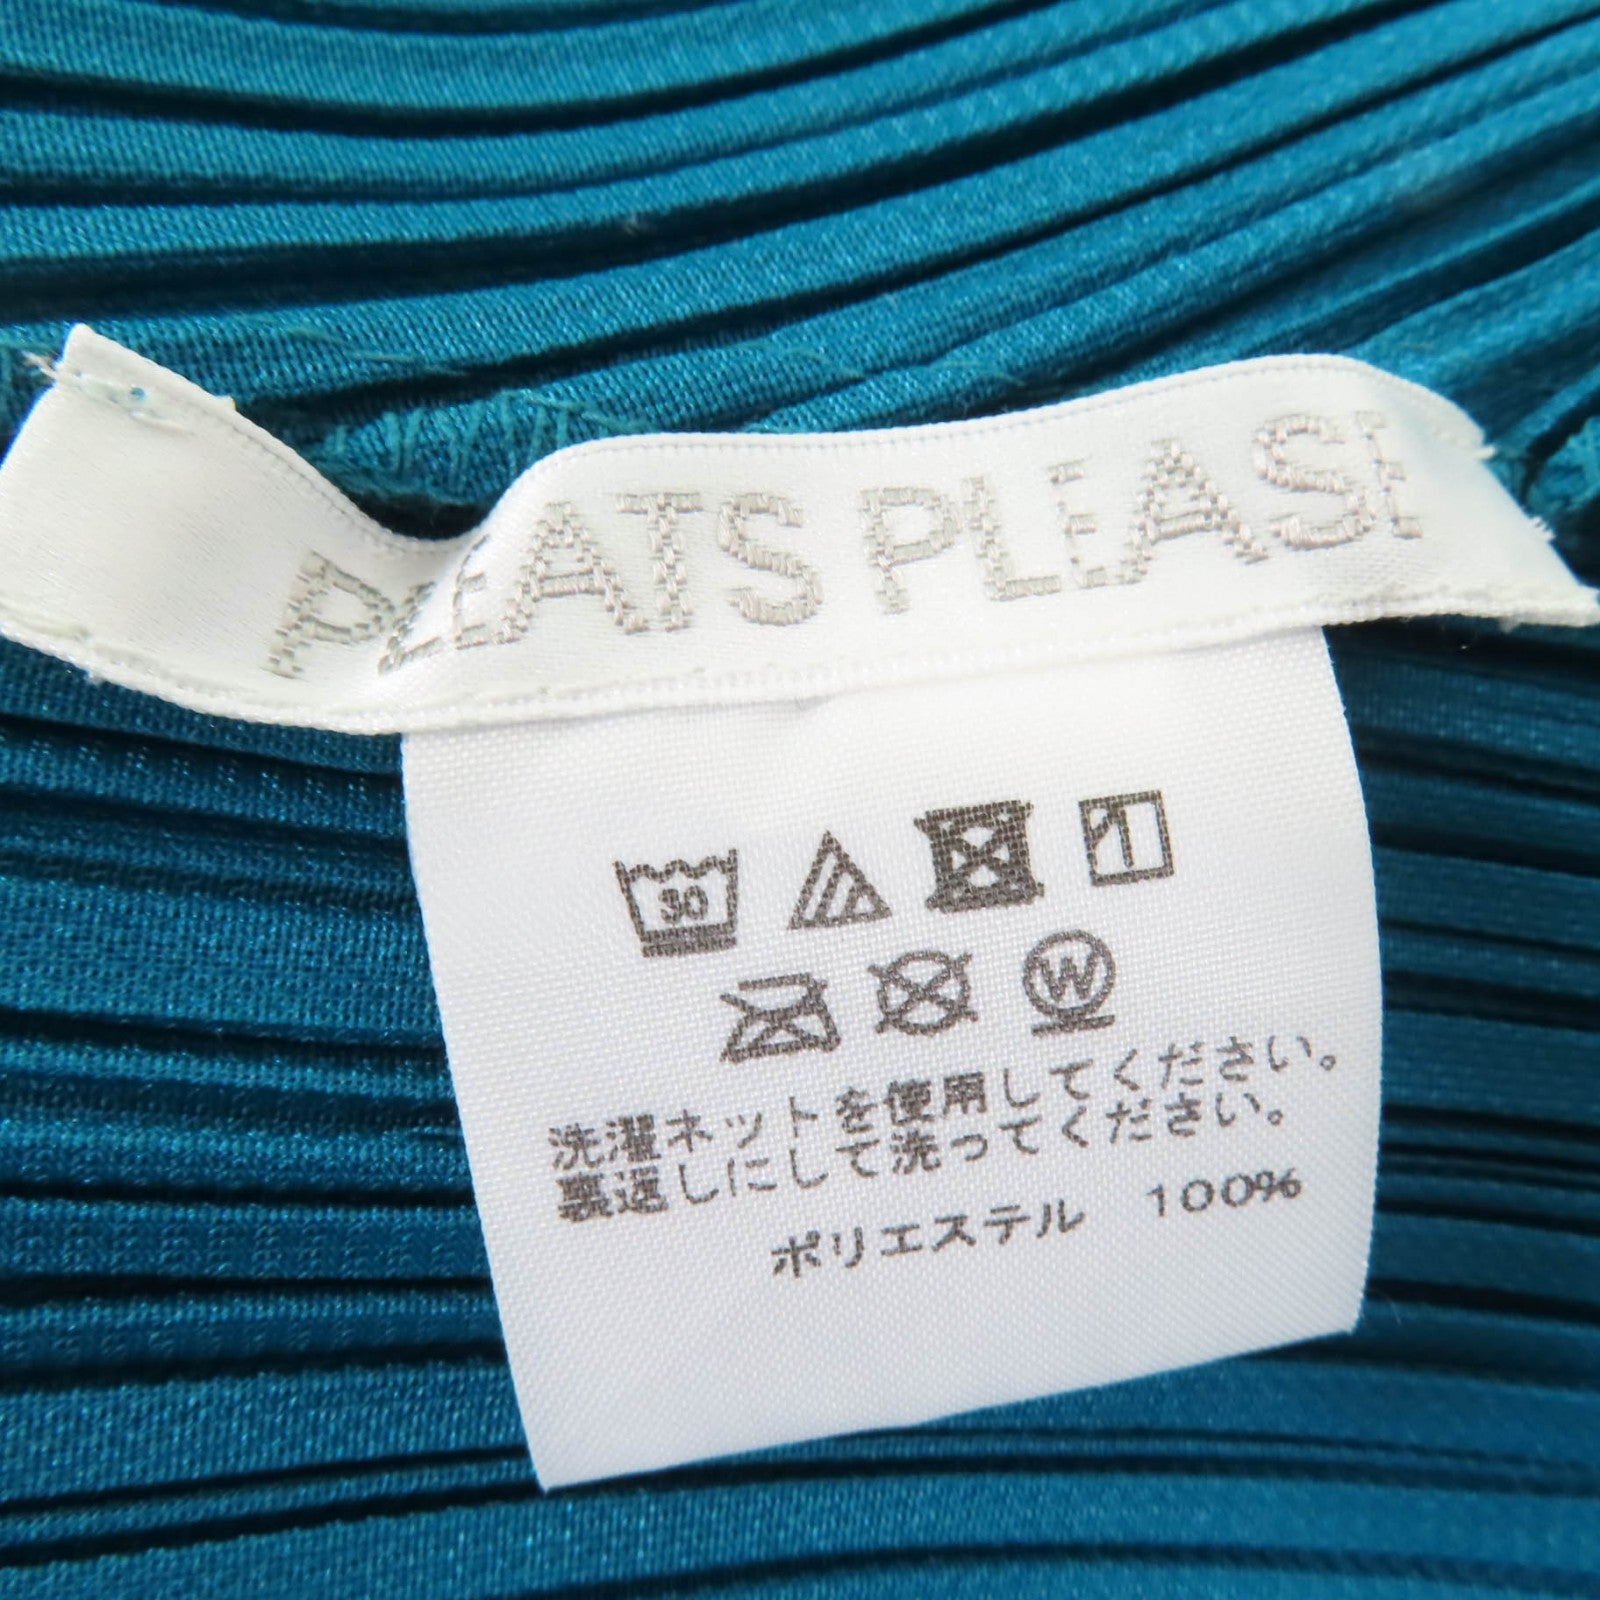 PLEATS PLEASE
30
W
洗濯ネットを使用してください。
裏返しにして洗ってください。
ポリエステル 100%